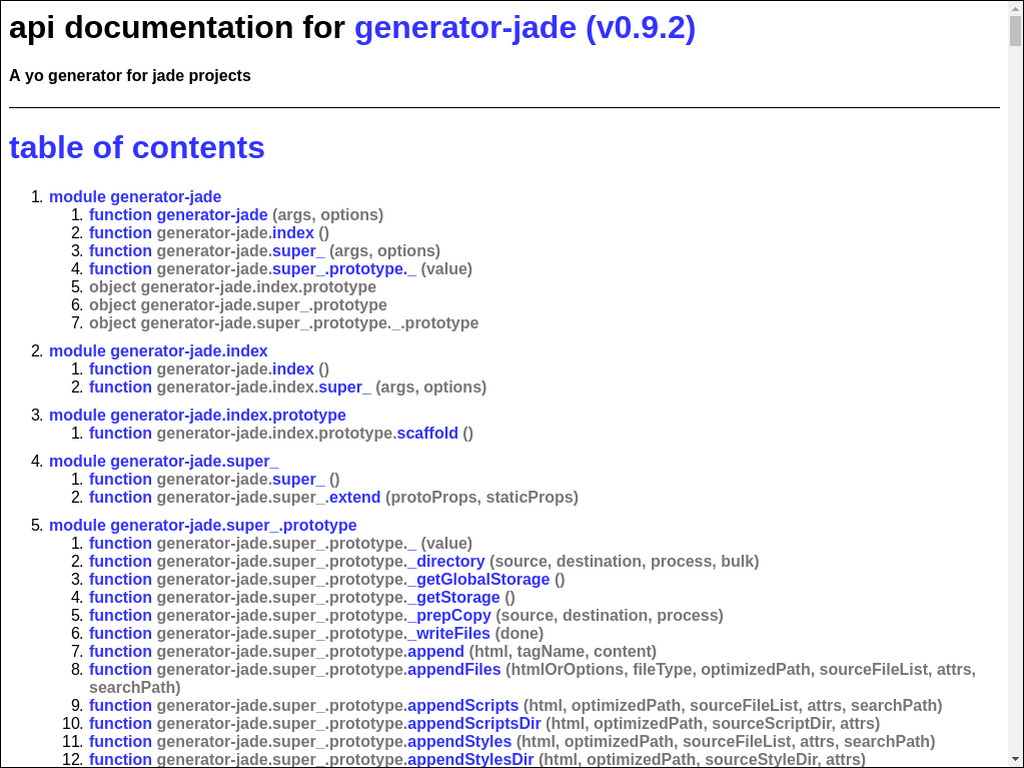 api documentation for generator-jade (v0.9.2)
A yo generator for jade projects
table of contents
1. module generator-jade
1. function generator-jade (args, options)
2. function generator-jade.index ()
3. function generator-jade.super_ (args, options)
4. function generator-jade.super_.prototype._ (value)
5. object generator-jade.index.prototype
6. object generator-jade.super_.prototype
7. object generator-jade.super_.prototype._.prototype
2. module generator-jade.index
1. function generator-jade.index ()
2. function generator-jade.index.super_ (args, options)
3. module generator-jade.index.prototype
1. function generator-jade.index.prototype.scaffold ()
4. module generator-jade.super_
1. function generator-jade.super_ ()
2. function generator-jade.super_.extend (protoProps, staticProps)
5. module generator-jade.super_.prototype
1. function generator-jade.super_.prototype._ (value)
2. function generator-jade.super_.prototype._directory (source, destination, process, bulk)
3. function generator-jade.super_.prototype._getGlobalStorage ()
4. function generator-jade.super_.prototype._getStorage ()
5. function generator-jade.super_.prototype._prepCopy (source, destination, process)
6. function generator-jade.super_.prototype._writeFiles (done)
7. function generator-jade.super_.prototype.append (html, tagName, content)
8. function generator-jade.super_.prototype.appendFiles (htmlOrOptions, fileType, optimizedPath, sourceFileList, attrs,
searchPath)
9. function generator-jade.super_.prototype.appendScripts (html, optimizedPath, sourceFileList, attrs, searchPath)
10. function generator-jade.super_.prototype.appendScriptsDir (html, optimizedPath, sourceScriptDir, attrs)
11. function generator-jade.super_.prototype.appendStyles (html, optimizedPath, sourceFileList, attrs, searchPath)
12. function generator-jade.super_.prototype.appendStylesDir (html, optimizedPath, sourceStyleDir, attrs)